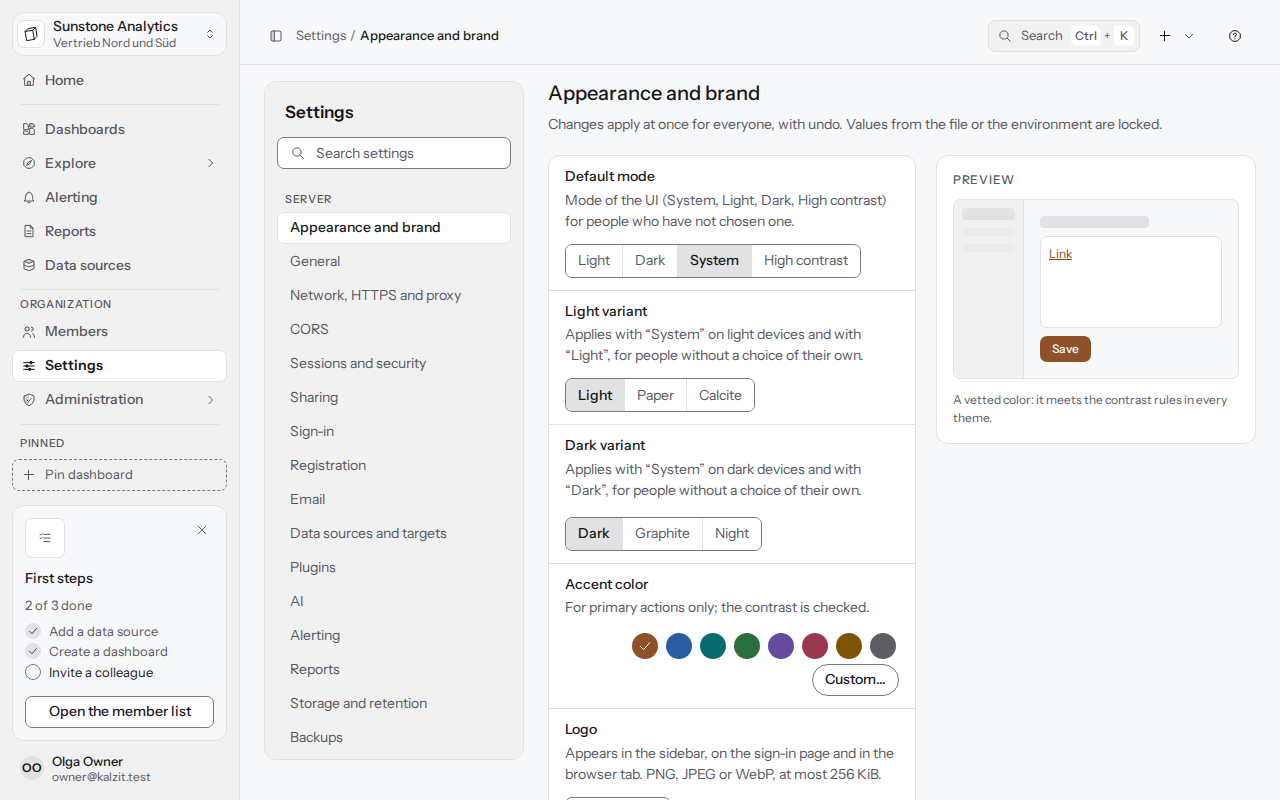 Sunstone Analytics
Vertrieb Nord und Süd
Home
Dashboards
Explore
Alerting
Reports
Data sources
ORGANIZATION
Members
Settings
Administration
PINNED
Pin dashboard
First steps
2 of 3 done
Add a data source
Create a dashboard
Invite a colleague
Open the member list
OO
Olga Owner
owner@kalzit.test
Settings / Appearance and brand
Search Ctrl + K
Settings
Search settings
SERVER
Appearance and brand
General
Network, HTTPS and proxy
CORS
Sessions and security
Sharing
Sign-in
Registration
Email
Data sources and targets
Plugins
AI
Alerting
Reports
Storage and retention
Backups
Appearance and brand
Changes apply at once for everyone, with undo. Values from the file or the environment are locked.
Default mode
Mode of the UI (System, Light, Dark, High contrast)
for people who have not chosen one.
Light Dark System High contrast
Light variant
Applies with “System” on light devices and with
“Light”, for people without a choice of their own.
Light Paper Calcite
Dark variant
Applies with “System” on dark devices and with
“Dark”, for people without a choice of their own.
Dark Graphite Night
Accent color
For primary actions only; the contrast is checked.
Custom...
Logo
Appears in the sidebar, on the sign-in page and in the
browser tab. PNG, JPEG or WebP, at most 256 KiB.
PREVIEW
Link
Save
A vetted color: it meets the contrast rules in every
theme.